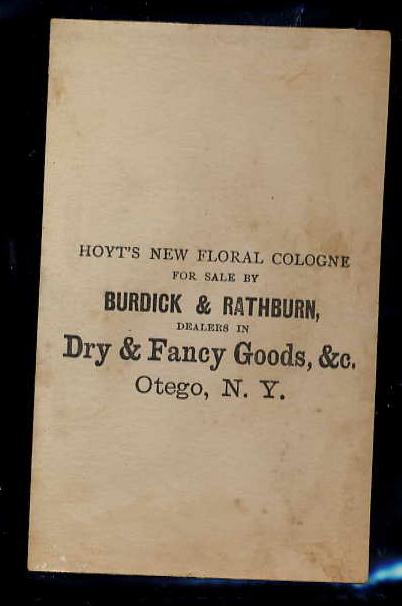 HOYT'S NEW FLORAL COLOGNE
FOR SALE BY
BURDICK & RATHBURN,
DEALERS IN
Dry & Fancy Goods, &c.
Otego, N. Y.